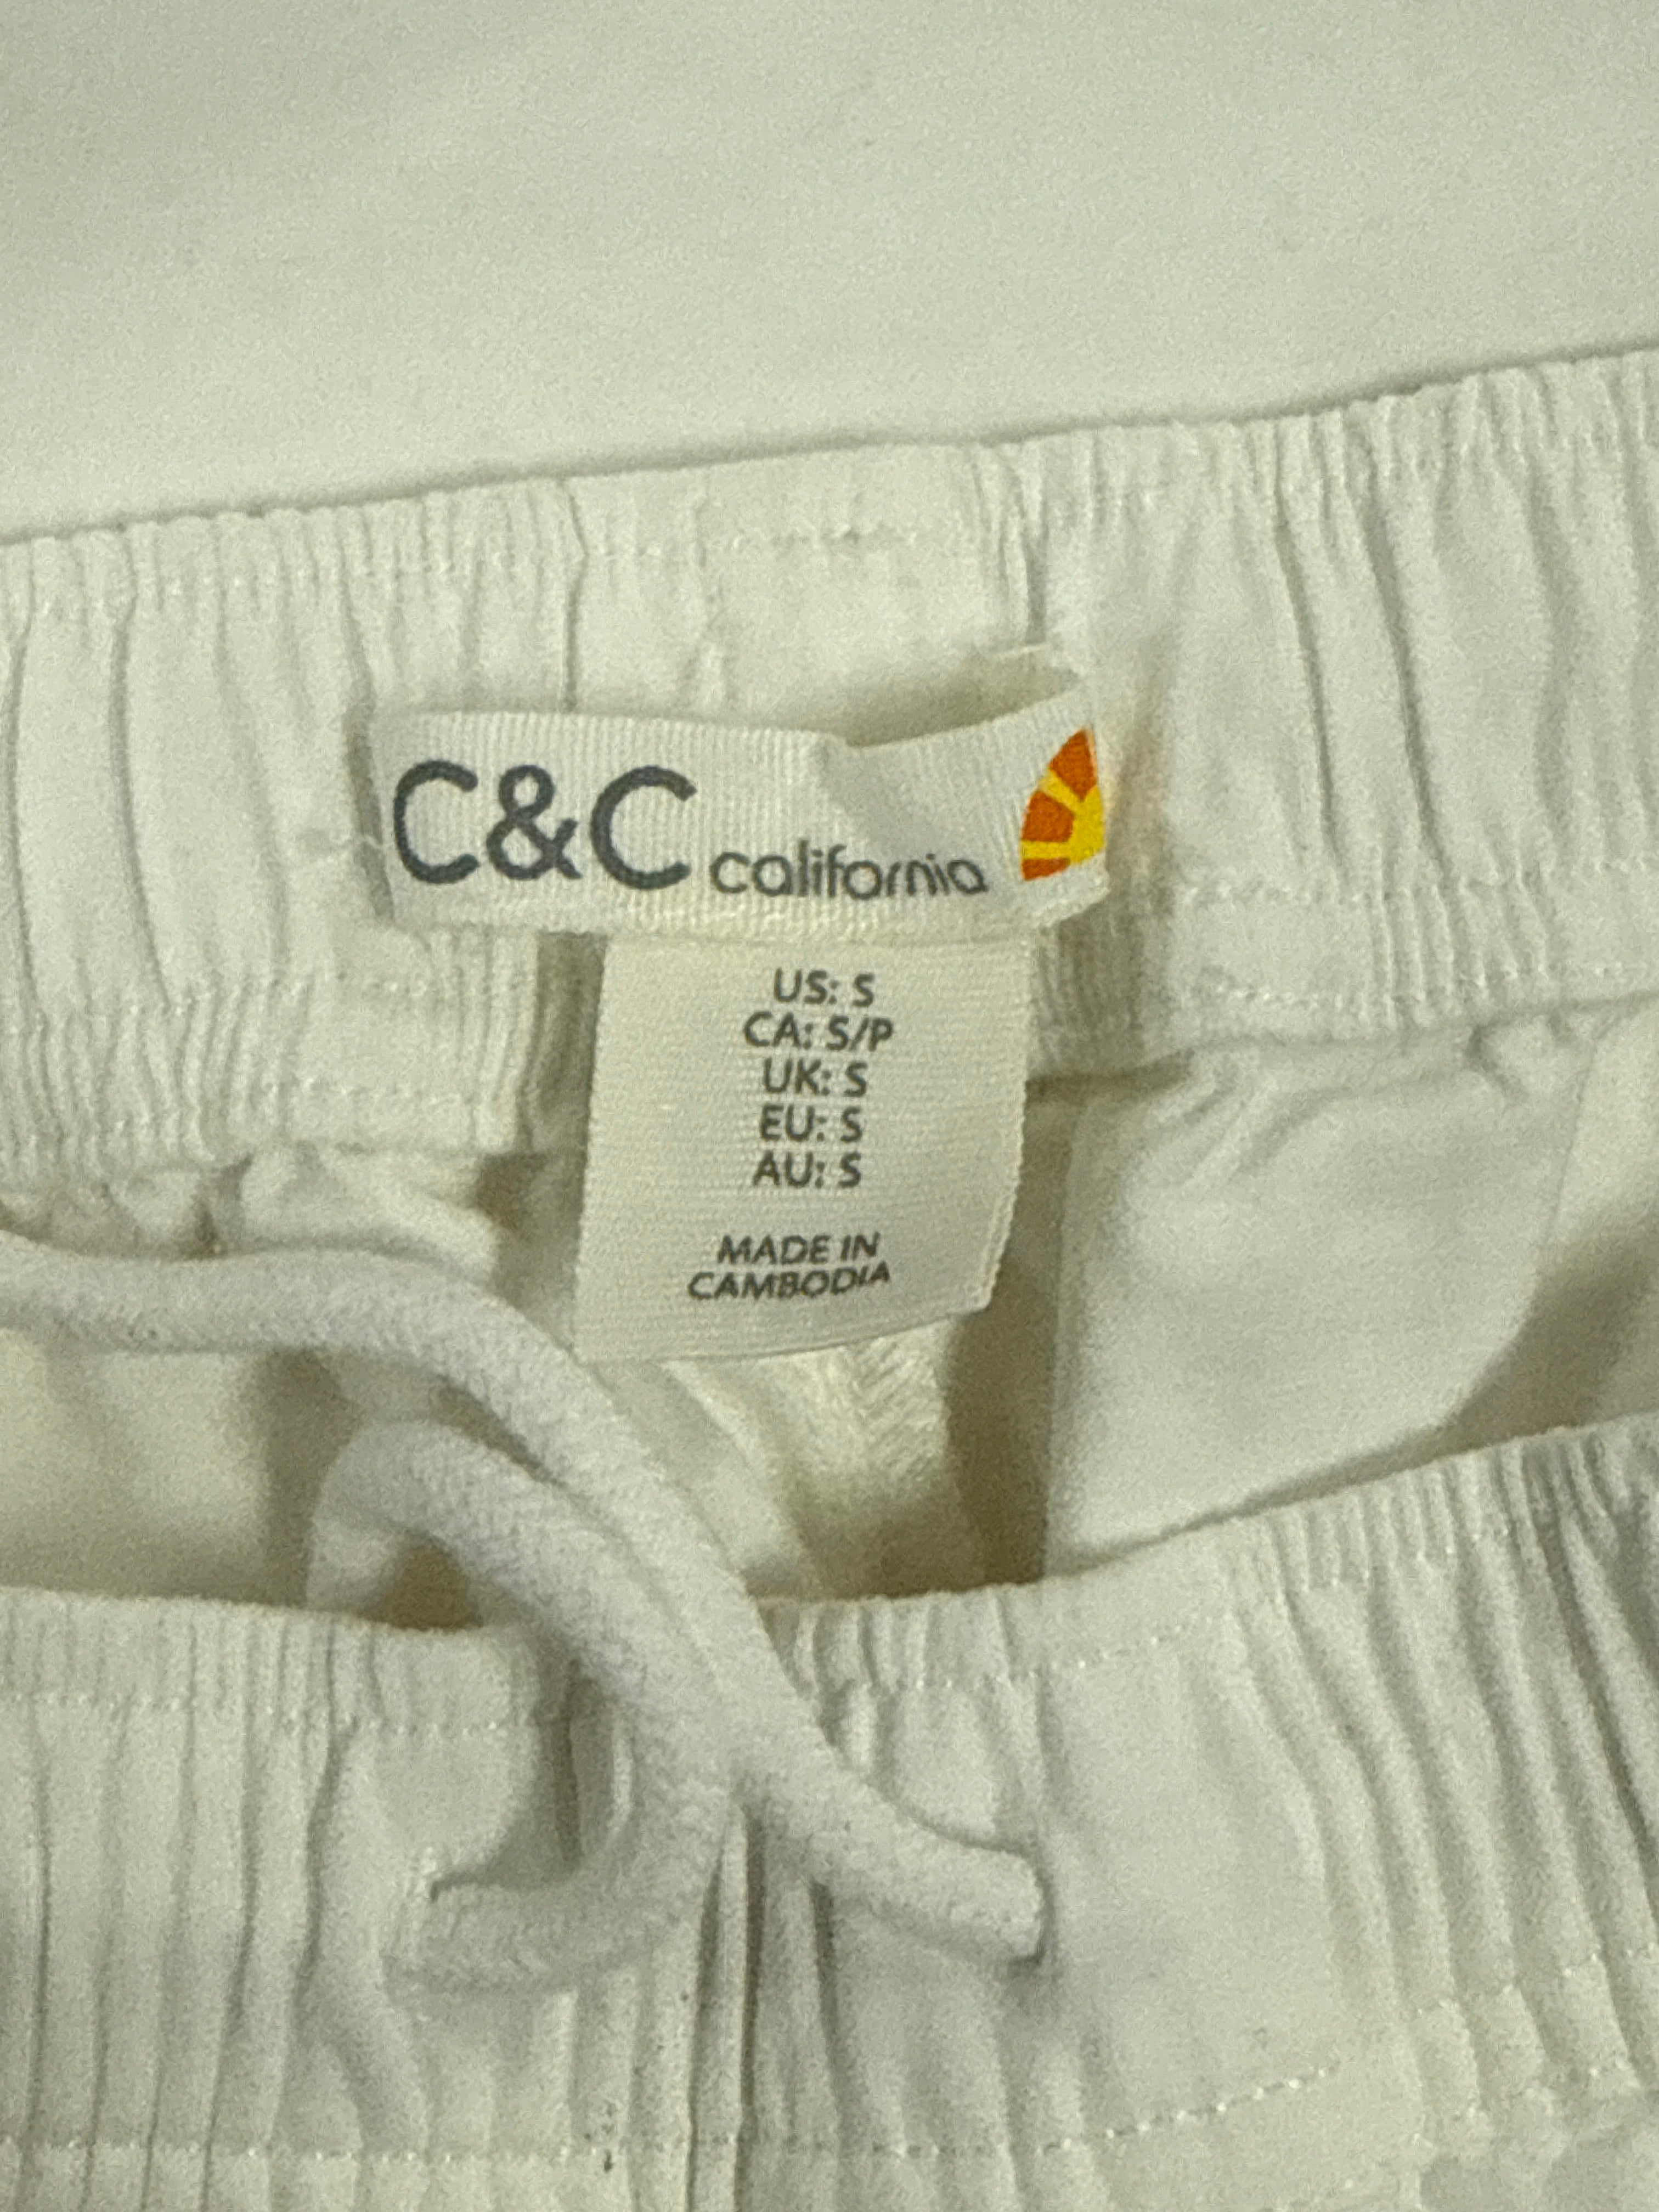 C&C california
US: S
CA: S/P
UK: S
EU: S
AU: S
MADE IN
CAMBODIA